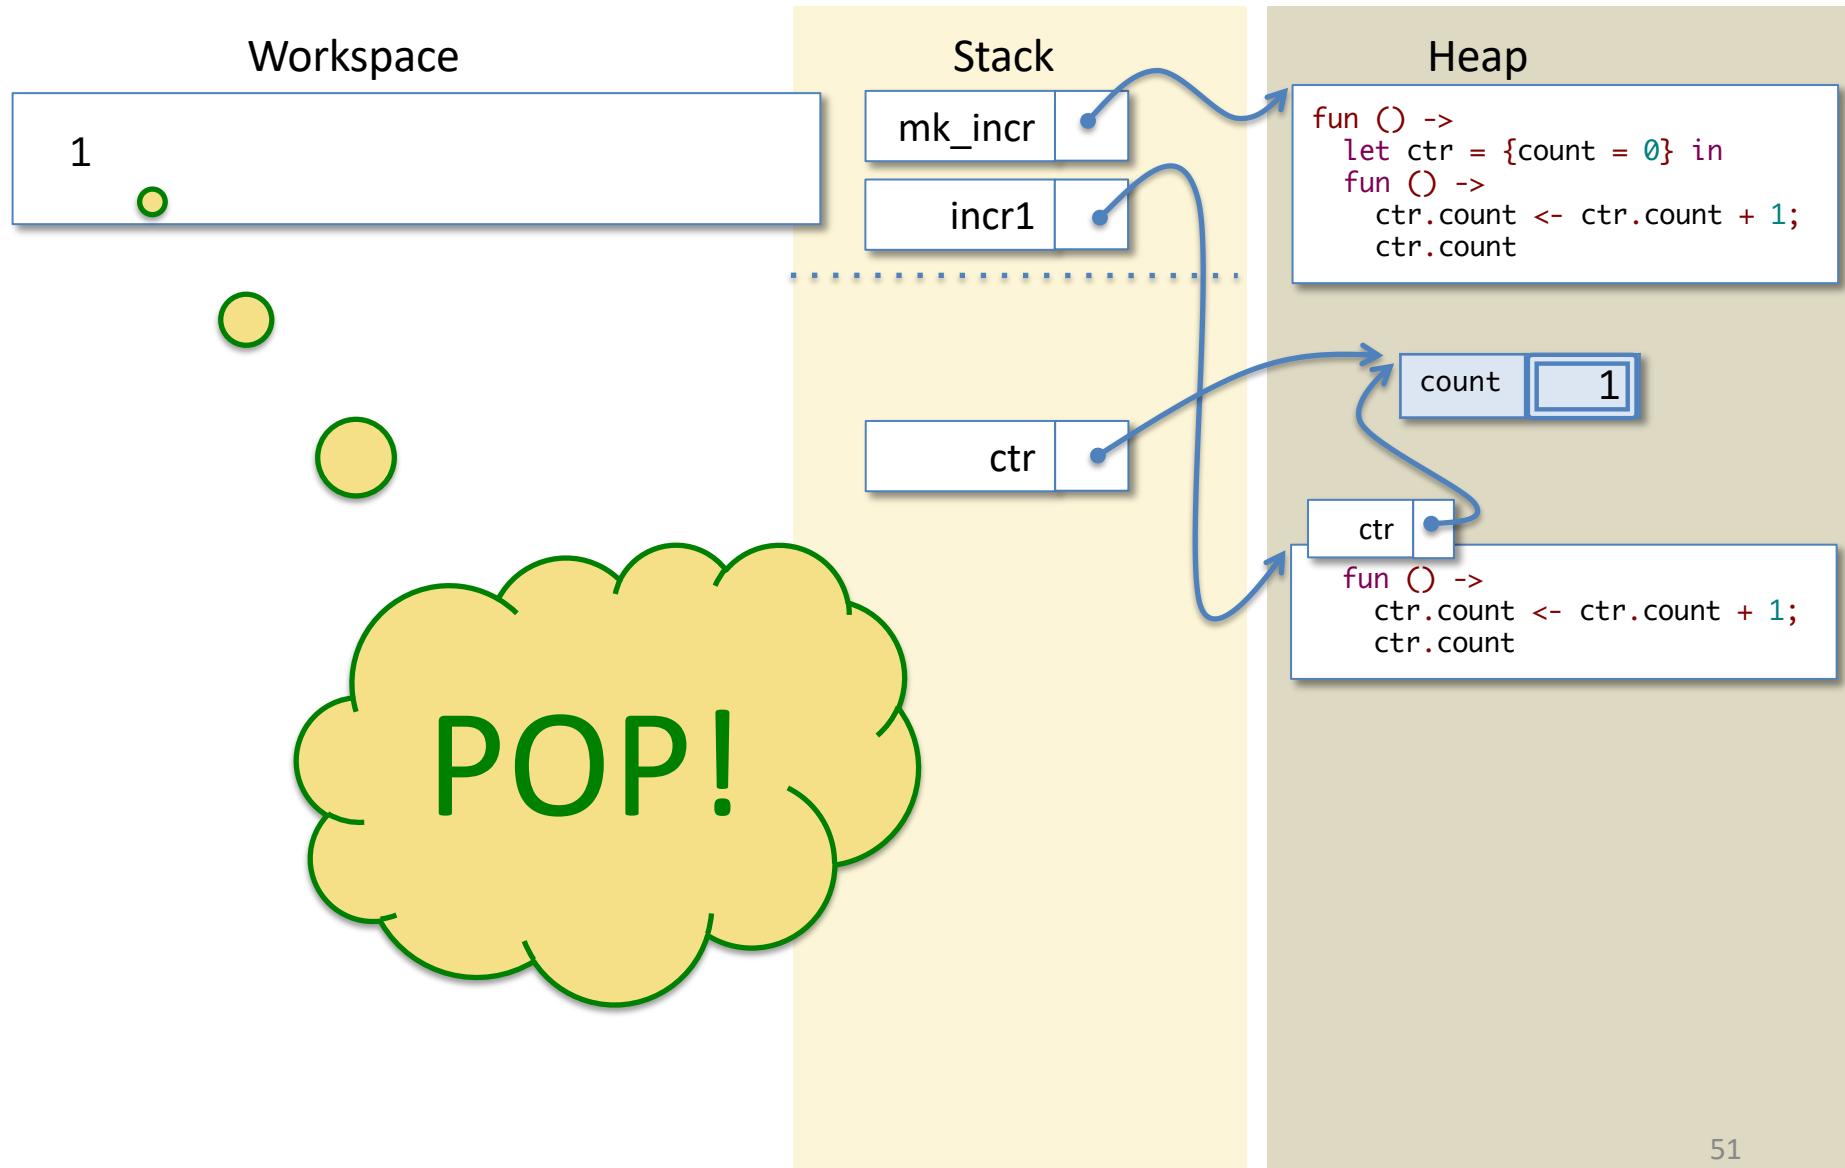 Workspace
Stack
Heap
1
mk_incr
incr1
ctr
fun () ->
let ctr = {count = 0} in
fun () ->
ctr.count <- ctr.count + 1;
ctr.count
count 1
ctr
fun () ->
ctr.count <- ctr.count + 1;
ctr.count
POP!
51